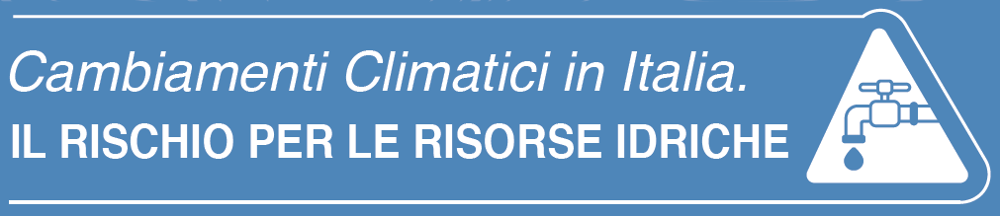 Cambiamenti Climatici in Italia.
IL RISCHIO PER LE RISORSE IDRICHE